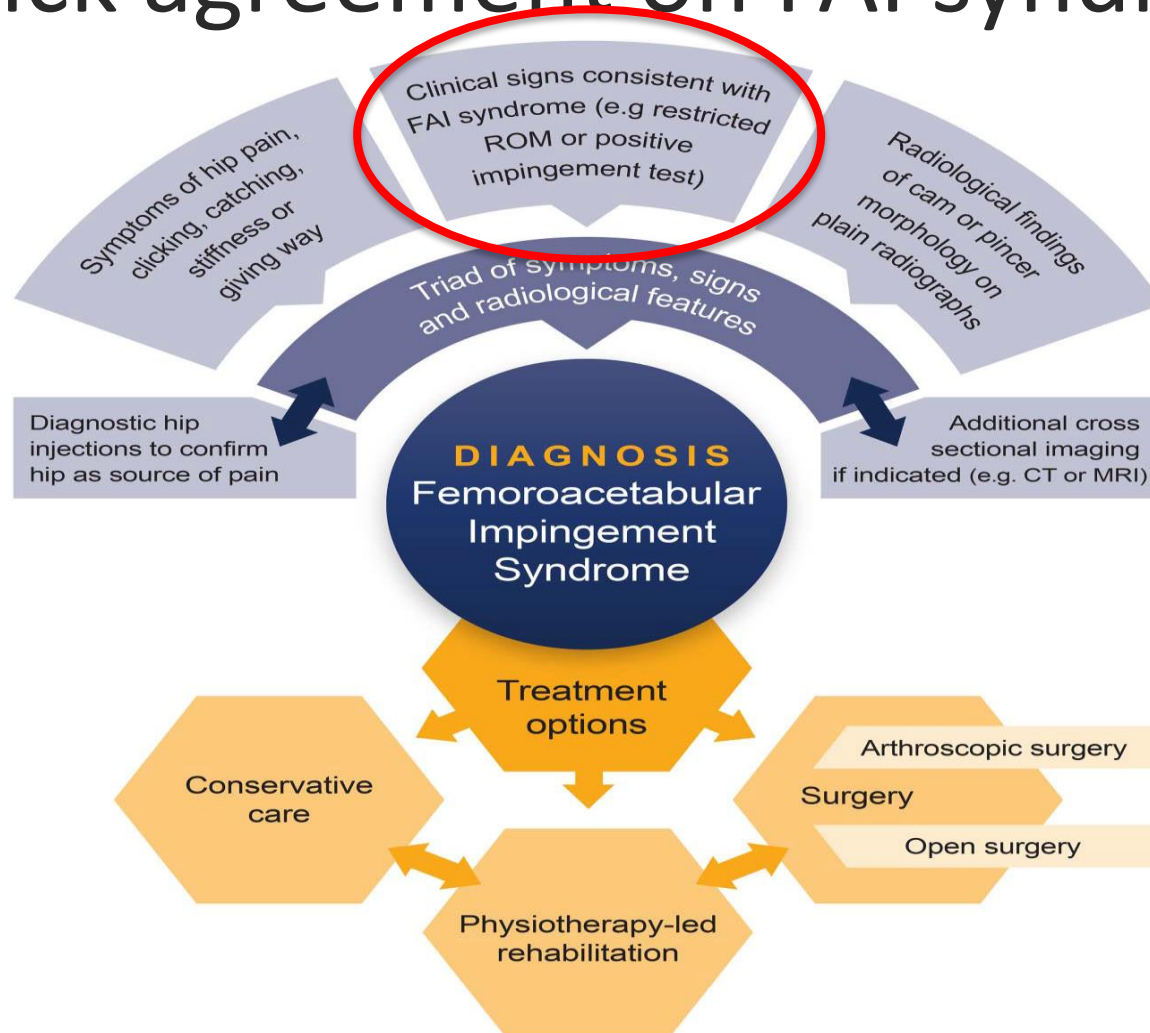 agreement on FAI
Clinical signs consistent with
FAI syndrome (e.g restricted
ROM or positive
impingement test)
Symptoms of hip pain,
clicking, catching,
stiffness or
giving way
Radiological findings
of cam or pincer
morphology on
plain radiographs
Triad of symptoms, signs
and radiological features
Diagnostic hip
injections to confirm
hip as source of pain
Additional cross
sectional imaging
if indicated (e.g. CT or MRI)
DIAGNOSIS
Femoroacetabular
Impingement
Syndrome
Treatment
options
Conservative
care
Physiotherapy-led
rehabilitation
Arthroscopic surgery
Surgery
Open surgery